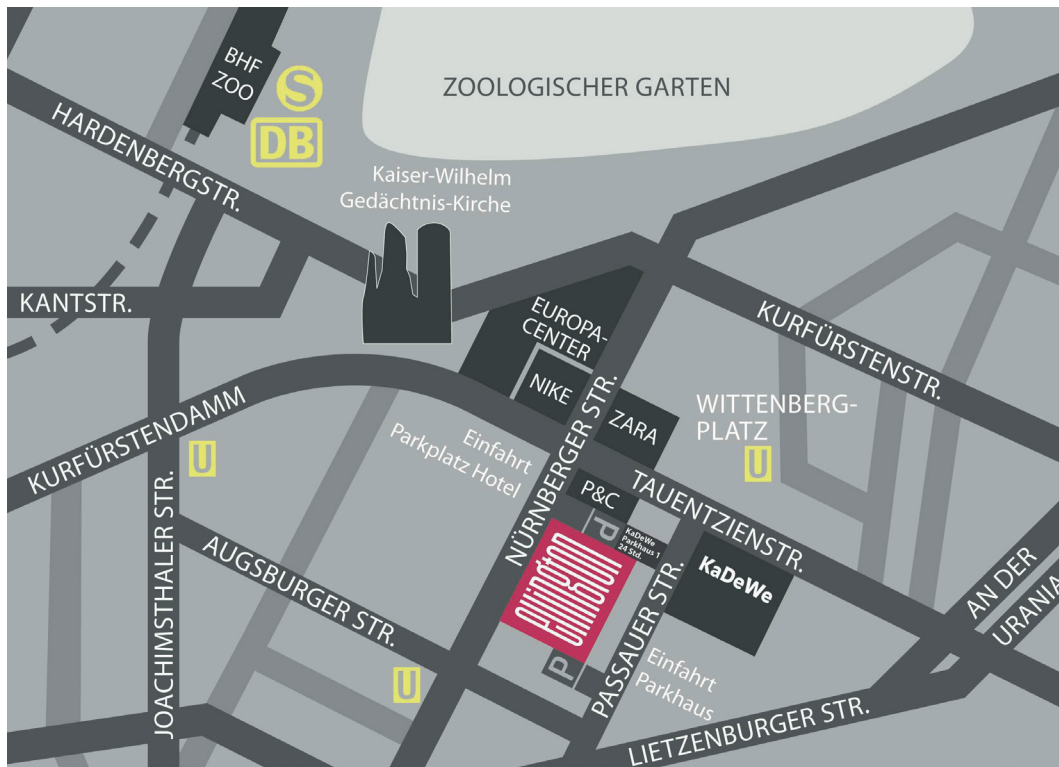 BHF
ZOO
S
DB
ZOOLOGISCHER GARTEN
HARDENBERGSTR.
Kaiser-Wilhelm
Gedächtnis-Kirche
KANTSTR.
EUROPA-
CENTER
KURFÜRSTENSTR.
NIKE
ZARA
WITTENBERG-
PLATZ
U
KURFÜRSTENDAMM
U
Einfahrt
Parkplatz Hotel
NÜRNBERGER STR.
P&C
TAUENTZIENSTR.
P
KaDeWe
Parkhaus 1
24 Std.
ellington
KaDeWe
JOACHIMSTHALER STR.
AUGSBURGER STR.
U
P
PASSAUER STR.
Einfahrt
Parkhaus
AN DER
URANIA
LIETZENBURGER STR.